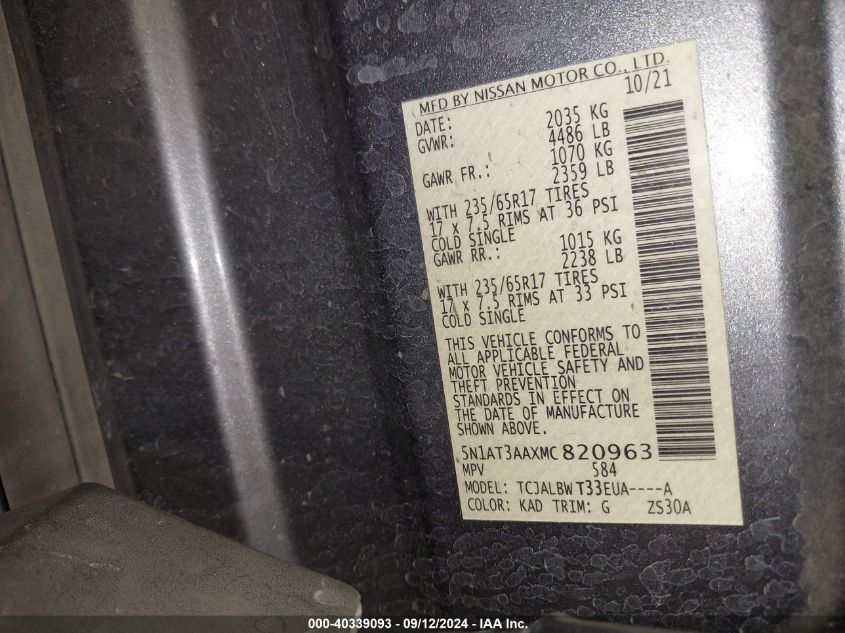 MFD BY NISSAN MOTOR CO., LTD.
DATE: 10/21
GVWR: 2035 KG
4486 LB
GAWR FR.: 1070 KG
2359 LB
WITH 235/65R17 TIRES
17 x 7.5 RIMS AT 36 PSI
COLD SINGLE
GAWR RR.: 1015 KG
2238 LB
WITH 235/65R17 TIRES
17 x 7.5 RIMS AT 33 PSI
COLD SINGLE
THIS VEHICLE CONFORMS TO
ALL APPLICABLE FEDERAL
MOTOR VEHICLE SAFETY AND
THEFT PREVENTION
STANDARDS IN EFFECT ON
THE DATE OF MANUFACTURE
SHOWN ABOVE.
5N1AT3AAXMC820963
MPV 584
MODEL: TCJALBW T33EUA----A
COLOR: KAD TRIM: G ZS30A
000-40339093 - 09/12/2024 - IAA Inc.